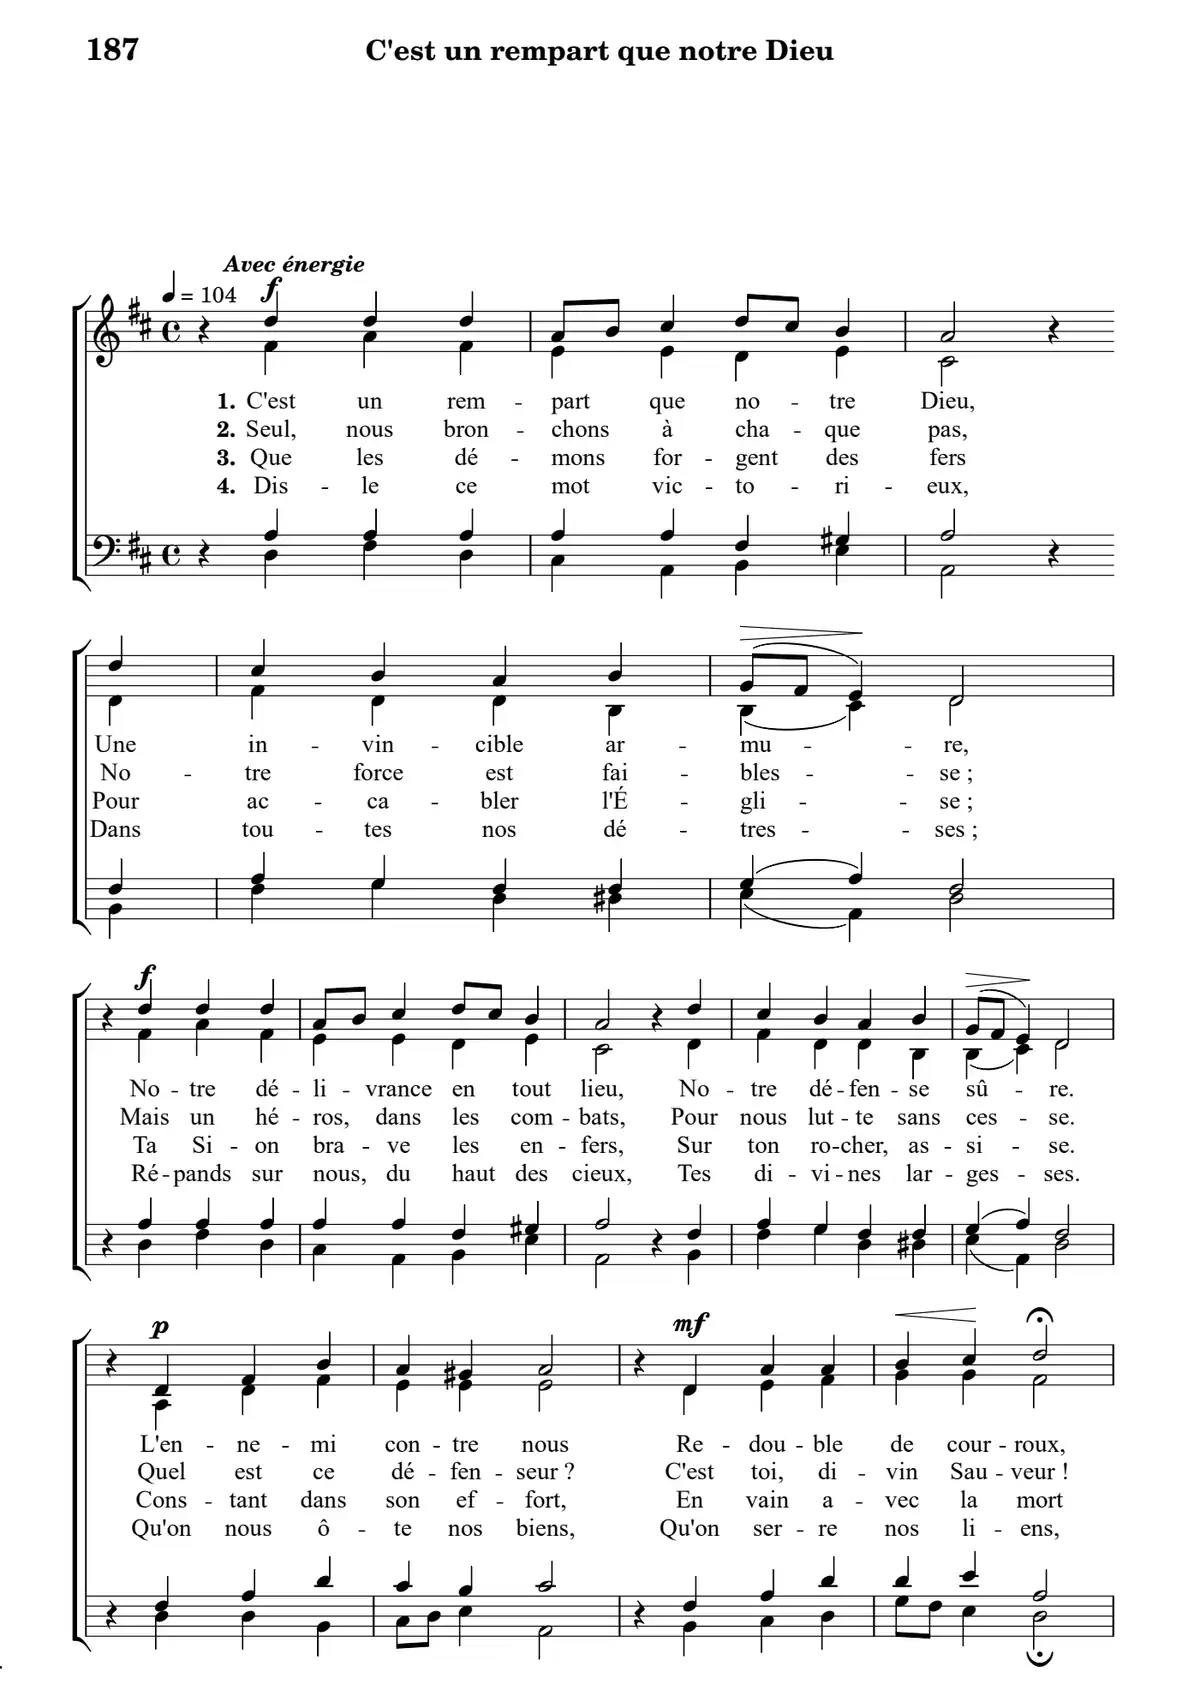 187 C'est un rempart que notre Dieu
Avec énergie
= 104 f
1. C'est un rem - part que no - tre Dieu,
2. Seul, nous bron - chons à cha - que pas,
3. Que les dé - mons for - gent des fers
4. Dis - le ce mot vic - to - ri - eux,
Une in - vin - cible ar - mu - - re,
No - tre force est fai - bles - - se ;
Pour ac - ca - bler l'É - gli - - se ;
Dans tou - tes nos dé - tres - - ses ;
f
No - tre dé - li - vrance en tout lieu, No - tre dé - fen - se sû - re.
Mais un hé - ros, dans les com - bats, Pour nous lut - te sans ces - se.
Ta Si - on bra - ve les en - fers, Sur ton ro - cher, as - si - se.
Ré - pands sur nous, du haut des cieux, Tes di - vi - nes lar - ges - ses.
p mf
L'en - ne - mi con - tre nous Re - dou - ble de cour - roux,
Quel est ce dé - fen - seur ? C'est toi, di - vin Sau - veur !
Cons - tant dans son ef - fort, En vain a - vec la mort
Qu'on nous ô - te nos biens, Qu'on ser - re nos li - ens,